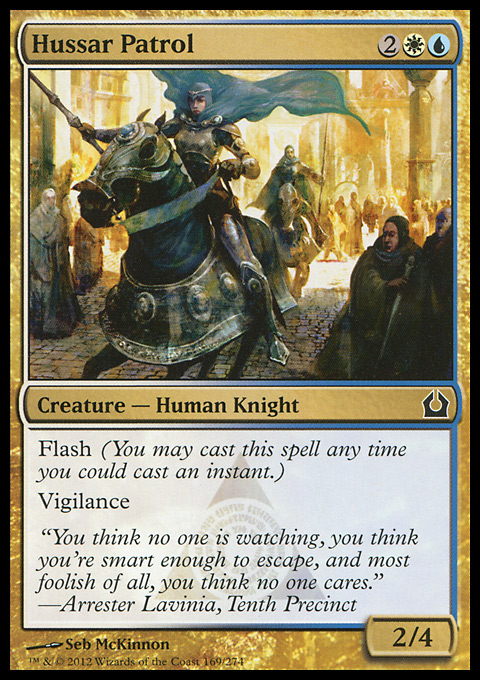 Hussar Patrol 2
Creature — Human Knight
Flash (You may cast this spell any time
you could cast an instant.)
Vigilance
“You think no one is watching, you think
you’re smart enough to escape, and most
foolish of all, you think no one cares.”
—Arrester Lavinia, Tenth Precinct
Seb McKinnon
2/4
™ & © 2012 Wizards of the Coast 169/274